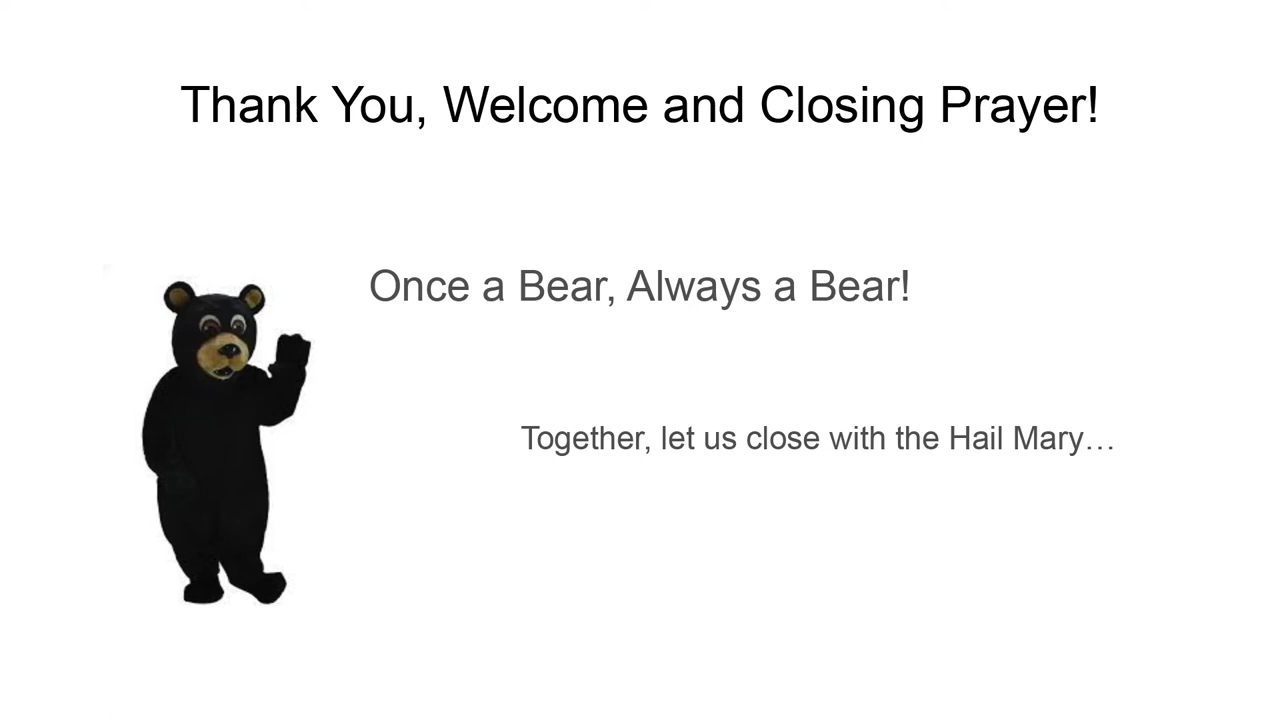 Thank You, Welcome and Closing Prayer!
Once a Bear, Always a Bear!
Together, let us close with the Hail Mary…